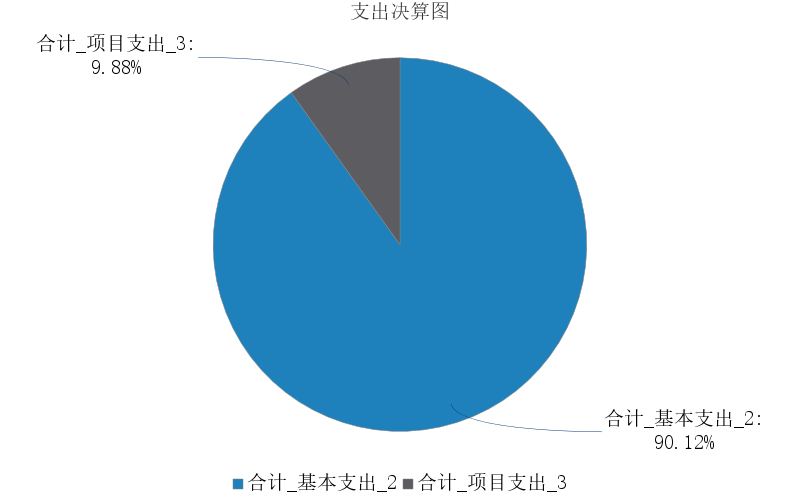 支出决算图
合计_项目支出_3:
9.88%
合计_基本支出_2:
90.12%
合计_基本支出_2 合计_项目支出_3